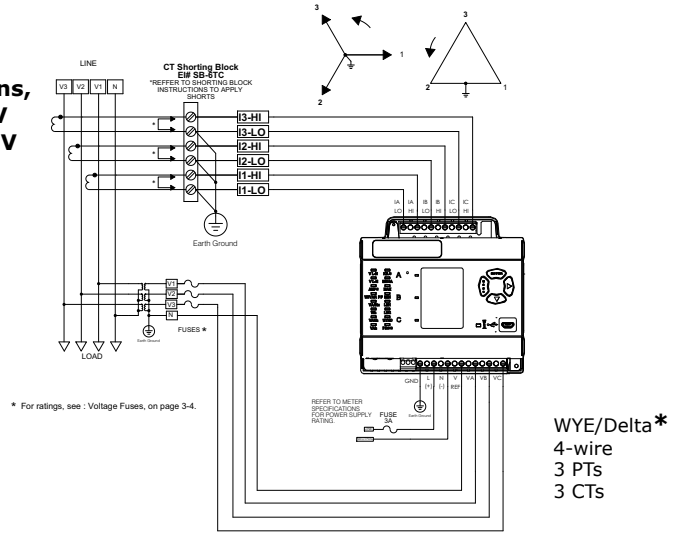 3
1
2
3
2
1
LINE
ns,
V
V
CT Shorting Block
EI# SB-6TC
*REFFER TO SHORTING BLOCK
INSTRUCTIONS TO APPLY
SHORTS
V3 V2 V1 N
I3-HI
I3-LO
I2-HI
I2-LO
I1-HI
I1-LO
*
*
*
Earth Ground
IA IA IB IB IC IC
LO HI LO HI LO HI
A
B
C
V1
V2
V3
N
FUSES *
Earth Ground
LOAD
GND L N V VA VB VC
(+) (-) REF
Earth Ground
REFER TO METER
SPECIFICATIONS
FOR POWER SUPPLY
RATING.
FUSE
3A
* For ratings, see : Voltage Fuses, on page 3-4.
WYE/Delta*
4-wire
3 PTs
3 CTs